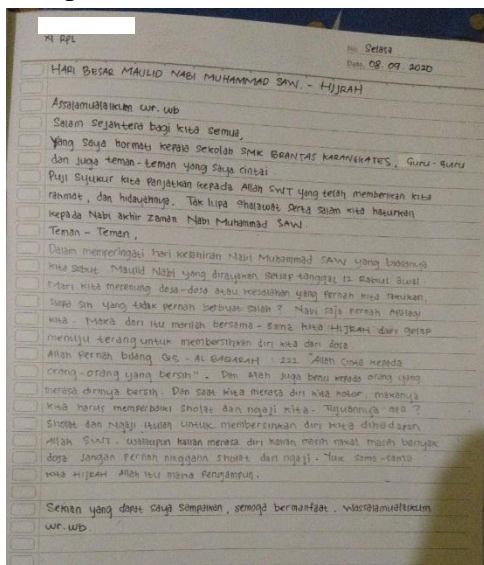 XI RPL
No. Selasa
Date. 08. 09. 2020
HARI BESAR MAULID NABI MUHAMMAD SAW. - HIJRAH
Assalamualaikum wr. wb
Salam Sejahtera bagi kita semua,
Yang saya hormati kepala sekolah SMK BRANTAS KARANGKATES, Guru-Guru
dan juga teman-teman yang saya cintai
Puji Syukur kita panjatkan kepada Allah SWT yang telah memberikan kita
rahmat, dan hidayahnya. Tak lupa shalawat serta salam kita haturkan
kepada Nabi akhir zaman Nabi Muhammad SAW
Teman - Teman,
Dalam memperingati hari kelahiran Nabi Muhammad SAW yang biasanya
kita sebut Maulid Nabi yang dirayakan setiap tanggal 12 Rabiul awal
Mari kita merenung dosa-dosa atau kesalahan yang pernah kita lakukan,
Siapa sih yang tidak pernah berbuat salah ? Nabi saja pernah Apalagi
kita. Maka dari itu marilah bersama-sama kita HIJRAH dari gelap
menuju terang untuk membersihkan diri kita dari dosa
Allah pernah bilang QS - AL BAQARAH : 222 "Allah Cinta kepada
orang-orang yang bersih". Dan Allah juga benci kepada orang yang
merasa dirinya bersih. Dan saat kita merasa diri kita kotor, makanya
kita harus memperbaiki sholat dan ngaji kita. Tujuannya apa ?
Sholat dan Ngaji itulah untuk membersihkan diri kita dihadapan
Allah SWT. walaupun kalian merasa diri kalian masih nakal masih banyak
dosa jangan pernah ninggalin sholat dan ngaji. Yuk sama-sama
kita HIJRAH Allah itu maha Pengampun.
Sekian yang dapat saya sampaikan, semoga bermanfaat. Wassalamualaikum
wr. wb.